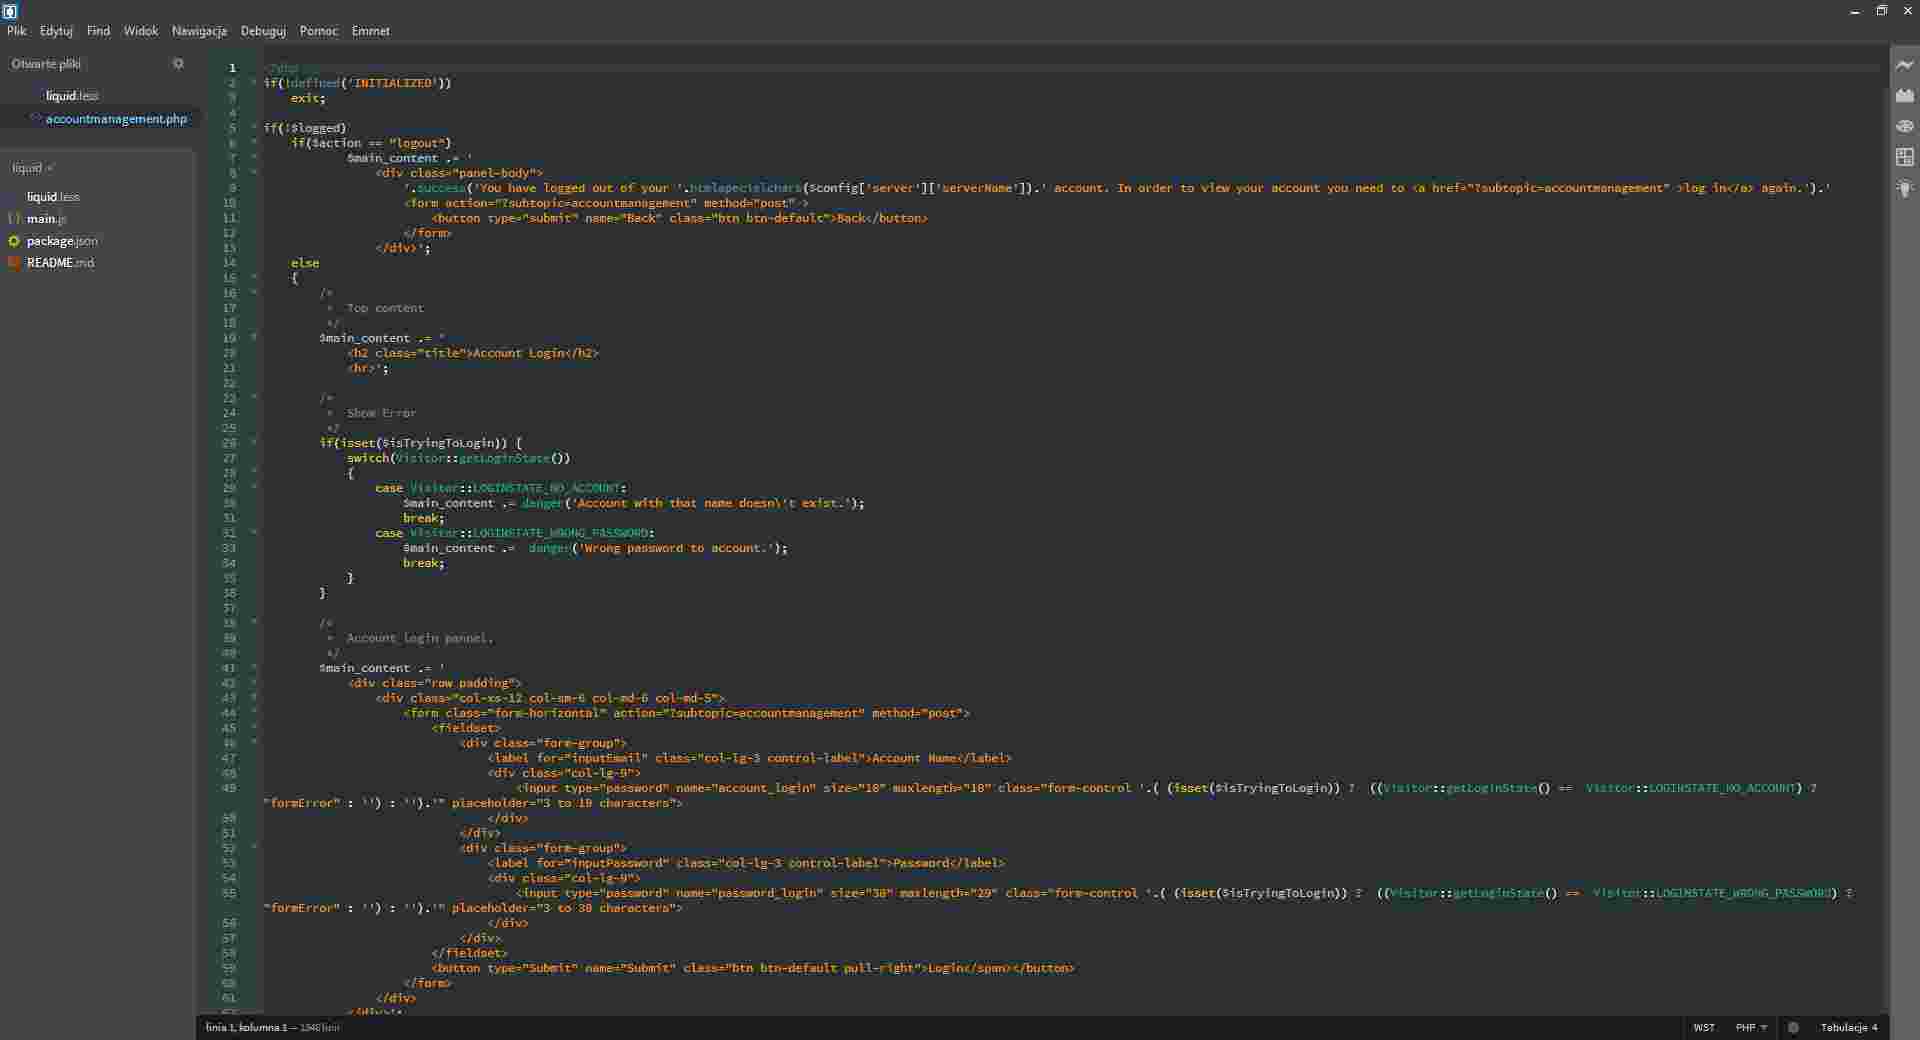 Plik Edytuj Find Widok Nawigacja Debuguj Pomoc Emmet
Otwarte pliki
liquid.less
accountmanagement.php
liquid
liquid.less
main.js
package.json
README.md
1 <?php
2 if(!defined('INITIALIZED'))
3 exit;
4
5 if(!$logged)
6 if($action == "logout")
7 $main_content .= '
8 <div class="panel-body">
9 '.success('You have logged out of your '.htmlspecialchars($config['server']['serverName']).' account. In order to view your account you need to <a href="?subtopic=accountmanagement" >log in</a> again.').'
10 <form action="?subtopic=accountmanagement" method="post" >
11 <button type="submit" name="Back" class="btn btn-default">Back</button>
12 </form>
13 </div>';
14 else
15 {
16 /*
17 * Top content
18 */
19 $main_content .= '
20 <h2 class="title">Account Login</h2>
21 <hr>';
22
23 /*
24 * Show Error
25 */
26 if(isset($isTryingToLogin)) {
27 switch(Visitor::getLoginState())
28 {
29 case Visitor::LOGINSTATE_NO_ACCOUNT:
30 $main_content .= danger('Account with that name doesn\'t exist.');
31 break;
32 case Visitor::LOGINSTATE_WRONG_PASSWORD:
33 $main_content .= danger('Wrong password to account.');
34 break;
35 }
36 }
37
38 /*
39 * Account login pannel.
40 */
41 $main_content .= '
42 <div class="row padding">
43 <div class="col-xs-12 col-sm-6 col-md-6 col-md-5">
44 <form class="form-horizontal" action="?subtopic=accountmanagement" method="post">
45 <fieldset>
46 <div class="form-group">
47 <label for="inputEmail" class="col-lg-3 control-label">Account Name</label>
48 <div class="col-lg-9">
49 <input type="password" name="account_login" size="10" maxlength="10" class="form-control '.( (isset($isTryingToLogin)) ? ((Visitor::getLoginState() == Visitor::LOGINSTATE_NO_ACCOUNT) ?
"formError" : '') : '').'" placeholder="3 to 10 characters">
50 </div>
51 </div>
52 <div class="form-group">
53 <label for="inputPassword" class="col-lg-3 control-label">Password</label>
54 <div class="col-lg-9">
55 <input type="password" name="password_login" size="30" maxlength="29" class="form-control '.( (isset($isTryingToLogin)) ? ((Visitor::getLoginState() == Visitor::LOGINSTATE_WRONG_PASSWORD) ?
"formError" : '') : '').'" placeholder="3 to 30 characters">
56 </div>
57 </div>
58 </fieldset>
59 <button type="Submit" name="Submit" class="btn btn-default pull-right">Login</span></button>
60 </form>
61 </div>
62 </div>';
linia 1, kolumna 1 —
WST PHP Tabulacje 4